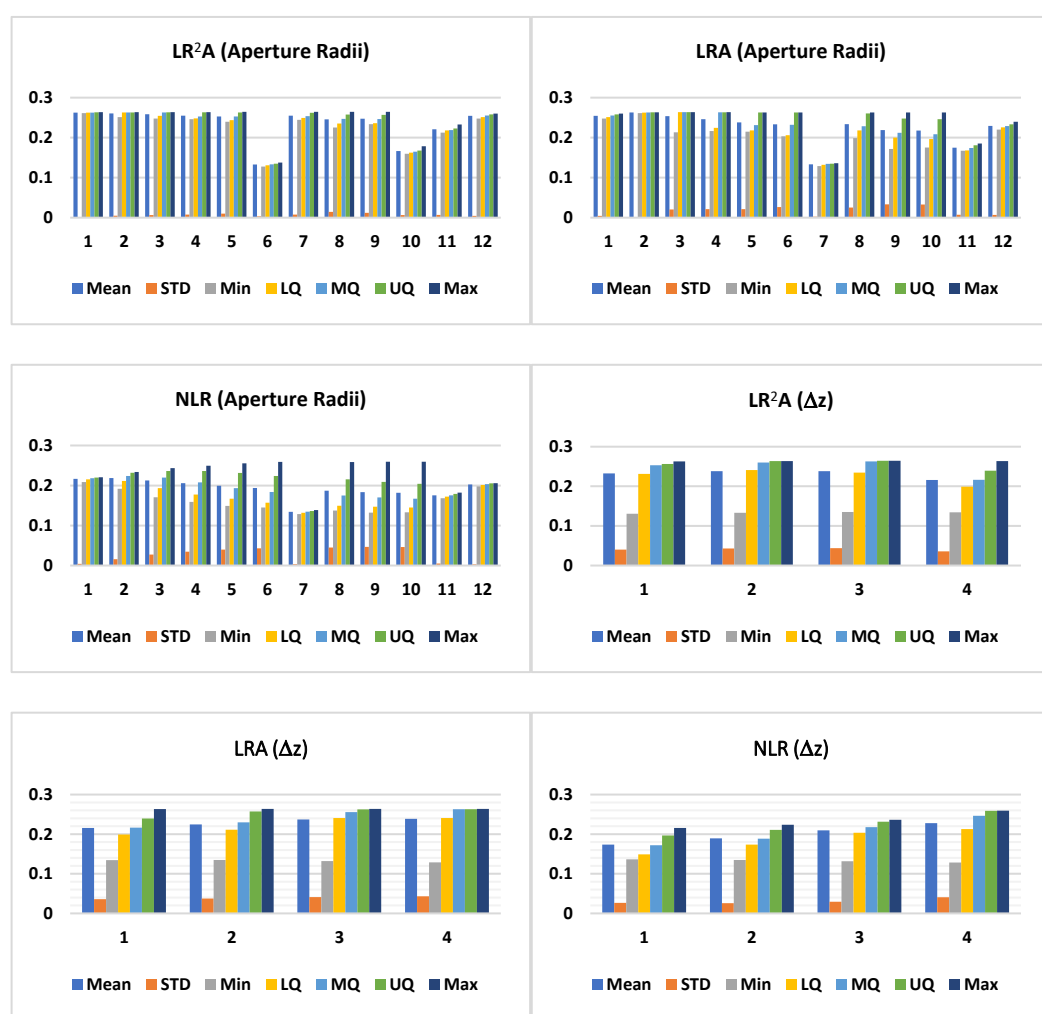 LR²A (Aperture Radii)
0.3
0.2
0.1
0
1 2 3 4 5 6 7 8 9 10 11 12
Mean STD Min LQ MQ UQ Max
LRA (Aperture Radii)
0.3
0.2
0.1
0
1 2 3 4 5 6 7 8 9 10 11 12
Mean STD Min LQ MQ UQ Max
NLR (Aperture Radii)
0.3
0.2
0.1
0
1 2 3 4 5 6 7 8 9 10 11 12
Mean STD Min LQ MQ UQ Max
LR²A (Δz)
0.3
0.2
0.1
0
1 2 3 4
Mean STD Min LQ MQ UQ Max
LRA (Δz)
0.3
0.2
0.1
0
1 2 3 4
Mean STD Min LQ MQ UQ Max
NLR (Δz)
0.3
0.2
0.1
0
1 2 3 4
Mean STD Min LQ MQ UQ Max